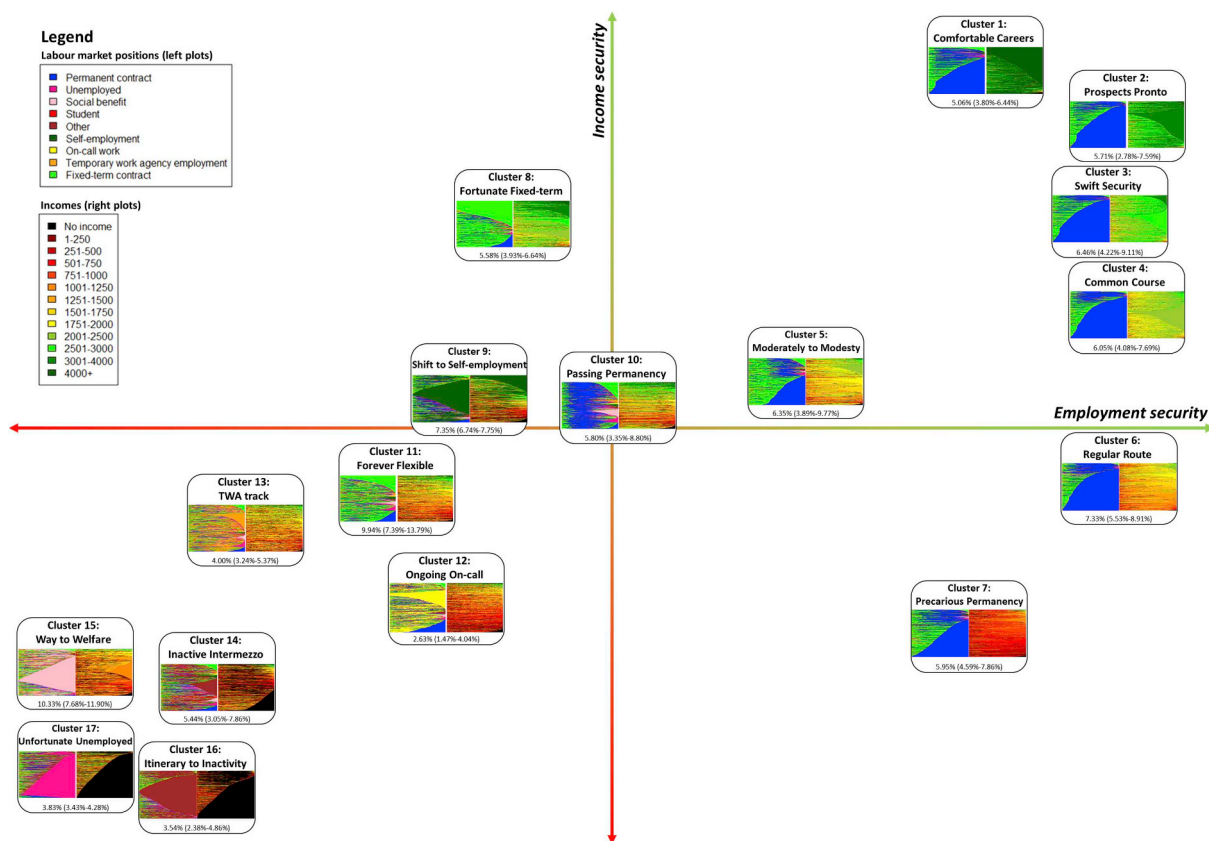 Legend
Labour market positions (left plots)
Permanent contract
Unemployed
Social benefit
Student
Other
Self-employment
On-call work
Temporary work agency employment
Fixed-term contract
Incomes (right plots)
No income
1-250
251-500
501-750
751-1000
1001-1250
1251-1500
1501-1750
1751-2000
2001-2500
2501-3000
3001-4000
4000+
Income security
Employment security
Cluster 1:
Comfortable Careers
5.06% (3.80%-6.44%)
Cluster 2:
Prospects Pronto
5.71% (2.78%-7.59%)
Cluster 3:
Swift Security
6.46% (4.22%-9.11%)
Cluster 4:
Common Course
6.05% (4.08%-7.69%)
Cluster 5:
Moderately to Modesty
6.35% (3.89%-9.77%)
Cluster 6:
Regular Route
7.33% (5.53%-8.91%)
Cluster 7:
Precarious Permanency
5.95% (4.59%-7.86%)
Cluster 8:
Fortunate Fixed-term
5.58% (3.93%-6.64%)
Cluster 9:
Shift to Self-employment
7.35% (6.74%-7.75%)
Cluster 10:
Passing Permanency
5.80% (3.35%-8.80%)
Cluster 11:
Forever Flexible
9.94% (7.39%-13.79%)
Cluster 12:
Ongoing On-call
2.63% (1.47%-4.04%)
Cluster 13:
TWA track
4.00% (3.24%-5.37%)
Cluster 14:
Inactive Intermezzo
5.44% (3.05%-7.86%)
Cluster 15:
Way to Welfare
10.33% (7.68%-11.90%)
Cluster 16:
Itinerary to Inactivity
3.54% (2.38%-4.86%)
Cluster 17:
Unfortunate Unemployed
3.83% (3.43%-4.28%)